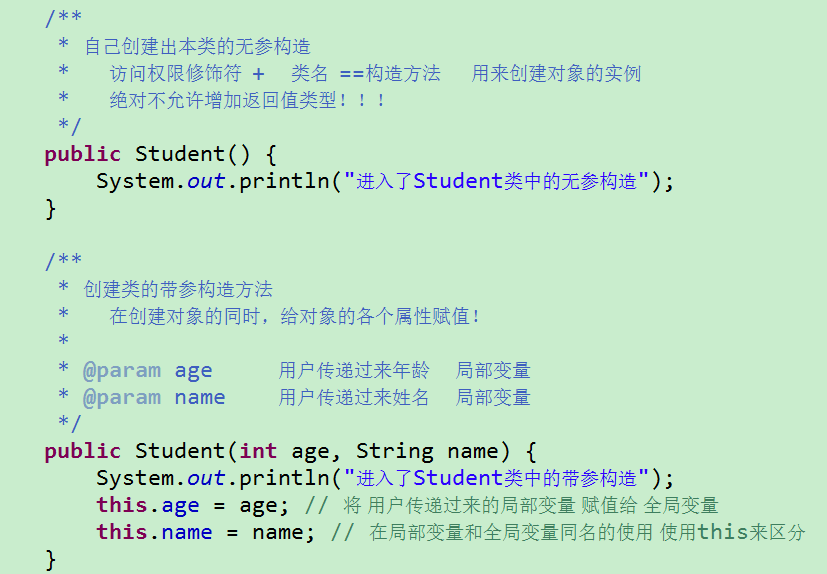 /**
 * 自己创建出本类的无参构造
 *   访问权限修饰符 +  类名 ==构造方法   用来创建对象的实例
 *   绝对不允许增加返回值类型！！！
 */
public Student() {
    System.out.println("进入了Student类中的无参构造");
}
/**
 * 创建类的带参构造方法
 *   在创建对象的同时，给对象的各个属性赋值！
 *
 * @param age     用户传递过来年龄  局部变量
 * @param name    用户传递过来姓名  局部变量
 */
public Student(int age, String name) {
    System.out.println("进入了Student类中的带参构造");
    this.age = age; // 将 用户传递过来的局部变量 赋值给 全局变量
    this.name = name; // 在局部变量和全局变量同名的使用 使用this来区分
}